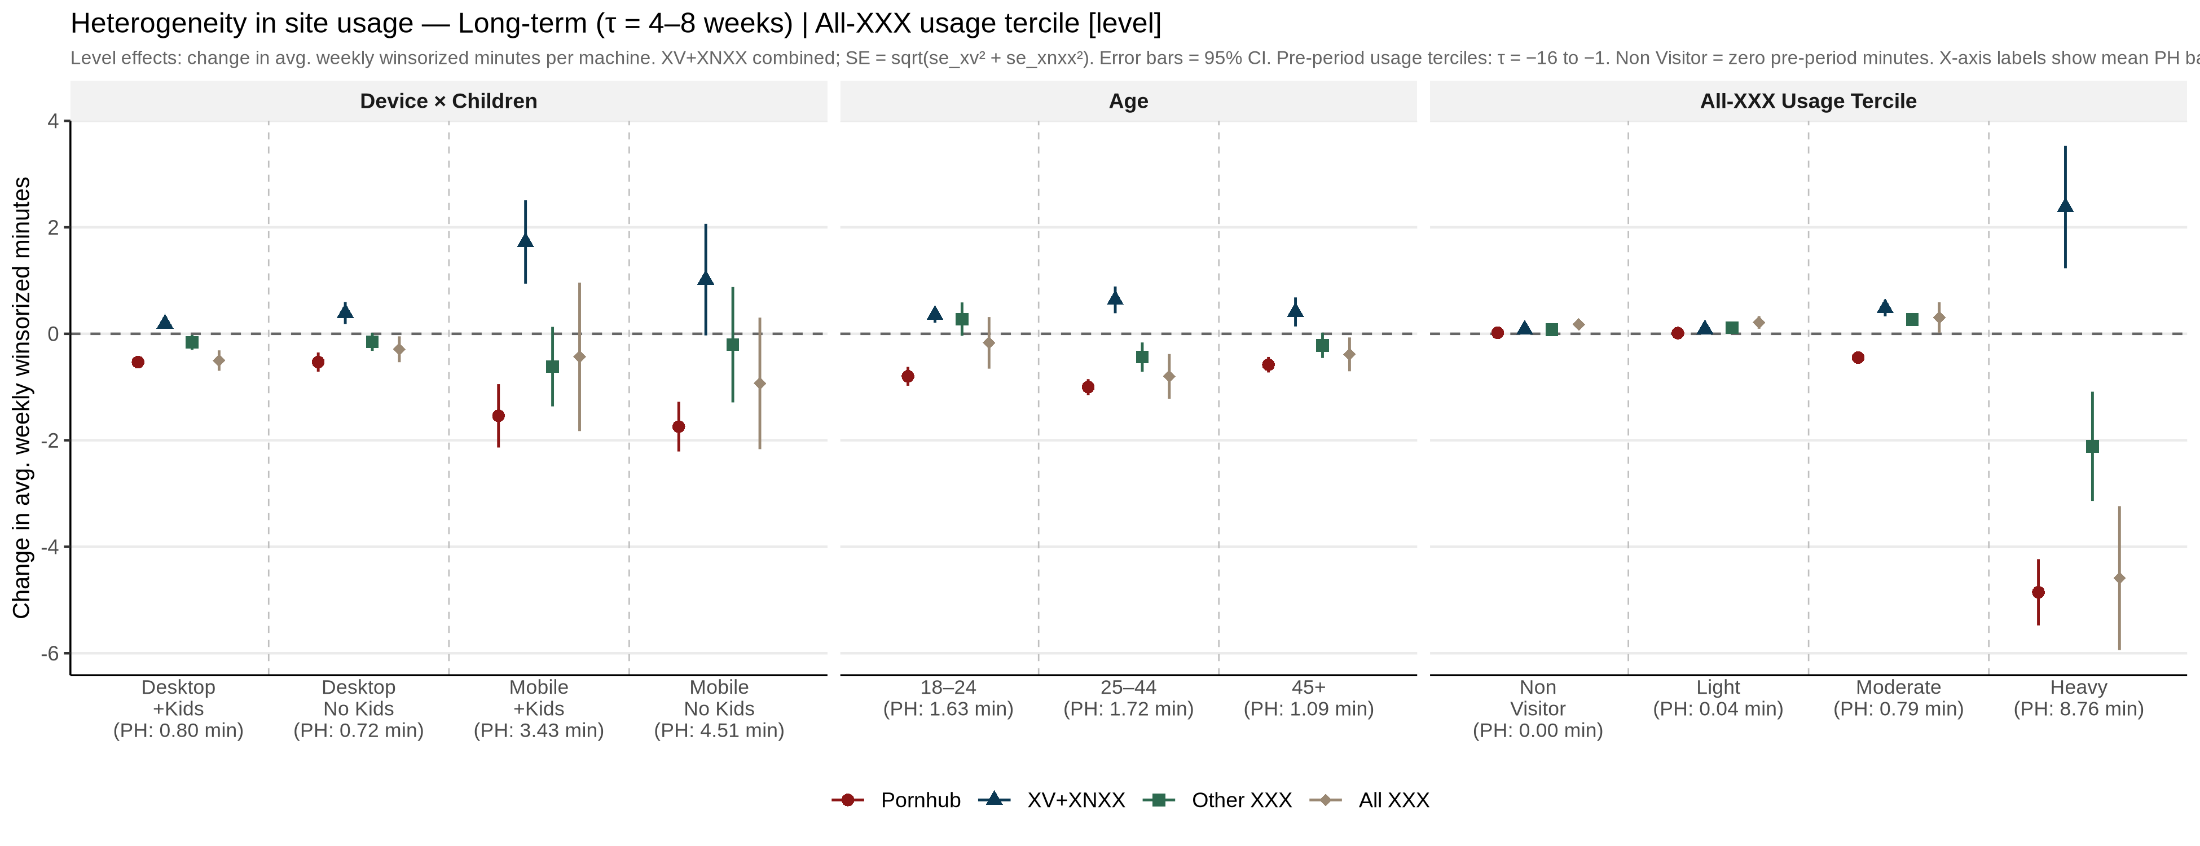 Heterogeneity in site usage — Long-term (τ = 4–8 weeks) | All-XXX usage tercile [level]
Level effects: change in avg. weekly winsorized minutes per machine. XV+XNXX combined; SE = sqrt(se_xv² + se_xnxx²). Error bars = 95% CI. Pre-period usage terciles: τ = −16 to −1. Non Visitor = zero pre-period minutes. X-axis labels show mean PH ba
Device × Children
Age
All-XXX Usage Tercile
Change in avg. weekly winsorized minutes
4
2
0
-2
-4
-6
Desktop
+Kids
(PH: 0.80 min)
Desktop
No Kids
(PH: 0.72 min)
Mobile
+Kids
(PH: 3.43 min)
Mobile
No Kids
(PH: 4.51 min)
18–24
(PH: 1.63 min)
25–44
(PH: 1.72 min)
45+
(PH: 1.09 min)
Non
Visitor
(PH: 0.00 min)
Light
(PH: 0.04 min)
Moderate
(PH: 0.79 min)
Heavy
(PH: 8.76 min)
Pornhub
XV+XNXX
Other XXX
All XXX